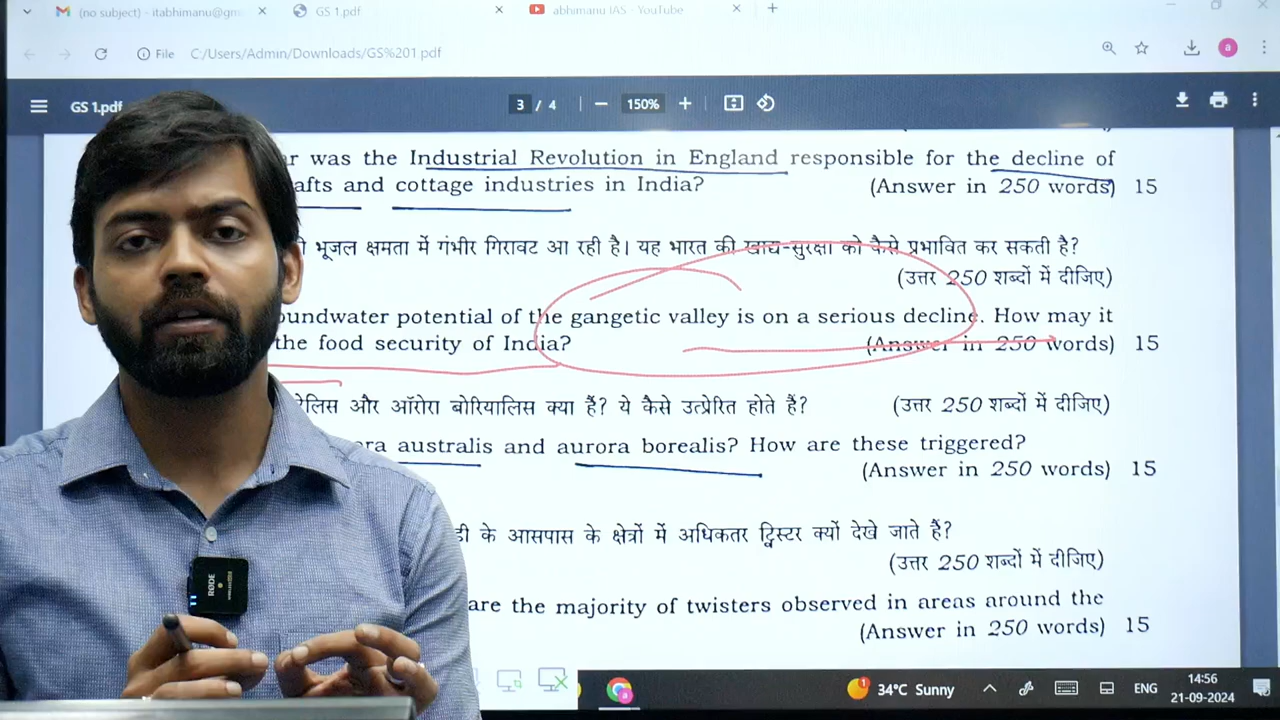 (no subject) - itabhimanu@gm
GS 1.pdf
abhimanu IAS - YouTube
File C:/Users/Admin/Downloads/GS%201.pdf
GS 1.pdf
3 / 4
150%
r was the Industrial Revolution in England responsible for the decline of
afts and cottage industries in India? (Answer in 250 words) 15
भूजल क्षमता में गंभीर गिरावट आ रही है। यह भारत की खाद्य-सुरक्षा को कैसे प्रभावित कर सकती है?
(उत्तर 250 शब्दों में दीजिए)
oundwater potential of the gangetic valley is on a serious decline. How may it
the food security of India? (Answer in 250 words) 15
रेलिस और ऑरोरा बोरियालिस क्या हैं? ये कैसे उत्प्रेरित होते हैं? (उत्तर 250 शब्दों में दीजिए)
ra australis and aurora borealis? How are these triggered?
(Answer in 250 words) 15
ड़ी के आसपास के क्षेत्रों में अधिकतर ट्विस्टर क्यों देखे जाते हैं?
(उत्तर 250 शब्दों में दीजिए)
are the majority of twisters observed in areas around the
(Answer in 250 words) 15
RØDE
34°C Sunny
ENG
14:56
21-09-2024